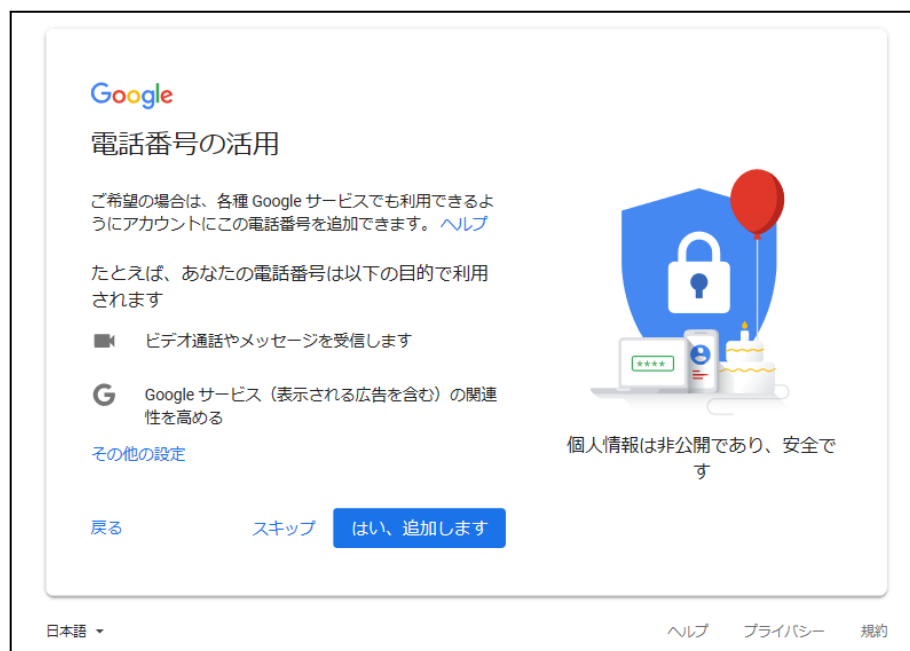 Google
電話番号の活用
ご希望の場合は、各種 Google サービスでも利用できるよ
うにアカウントにこの電話番号を追加できます。 ヘルプ
たとえば、あなたの電話番号は以下の目的で利用
されます
ビデオ通話やメッセージを受信します
G Google サービス（表示される広告を含む）の関連
性を高める
その他の設定
戻る スキップ はい、追加します
****
個人情報は非公開であり、安全で
す
日本語 ヘルプ プライバシー 規約